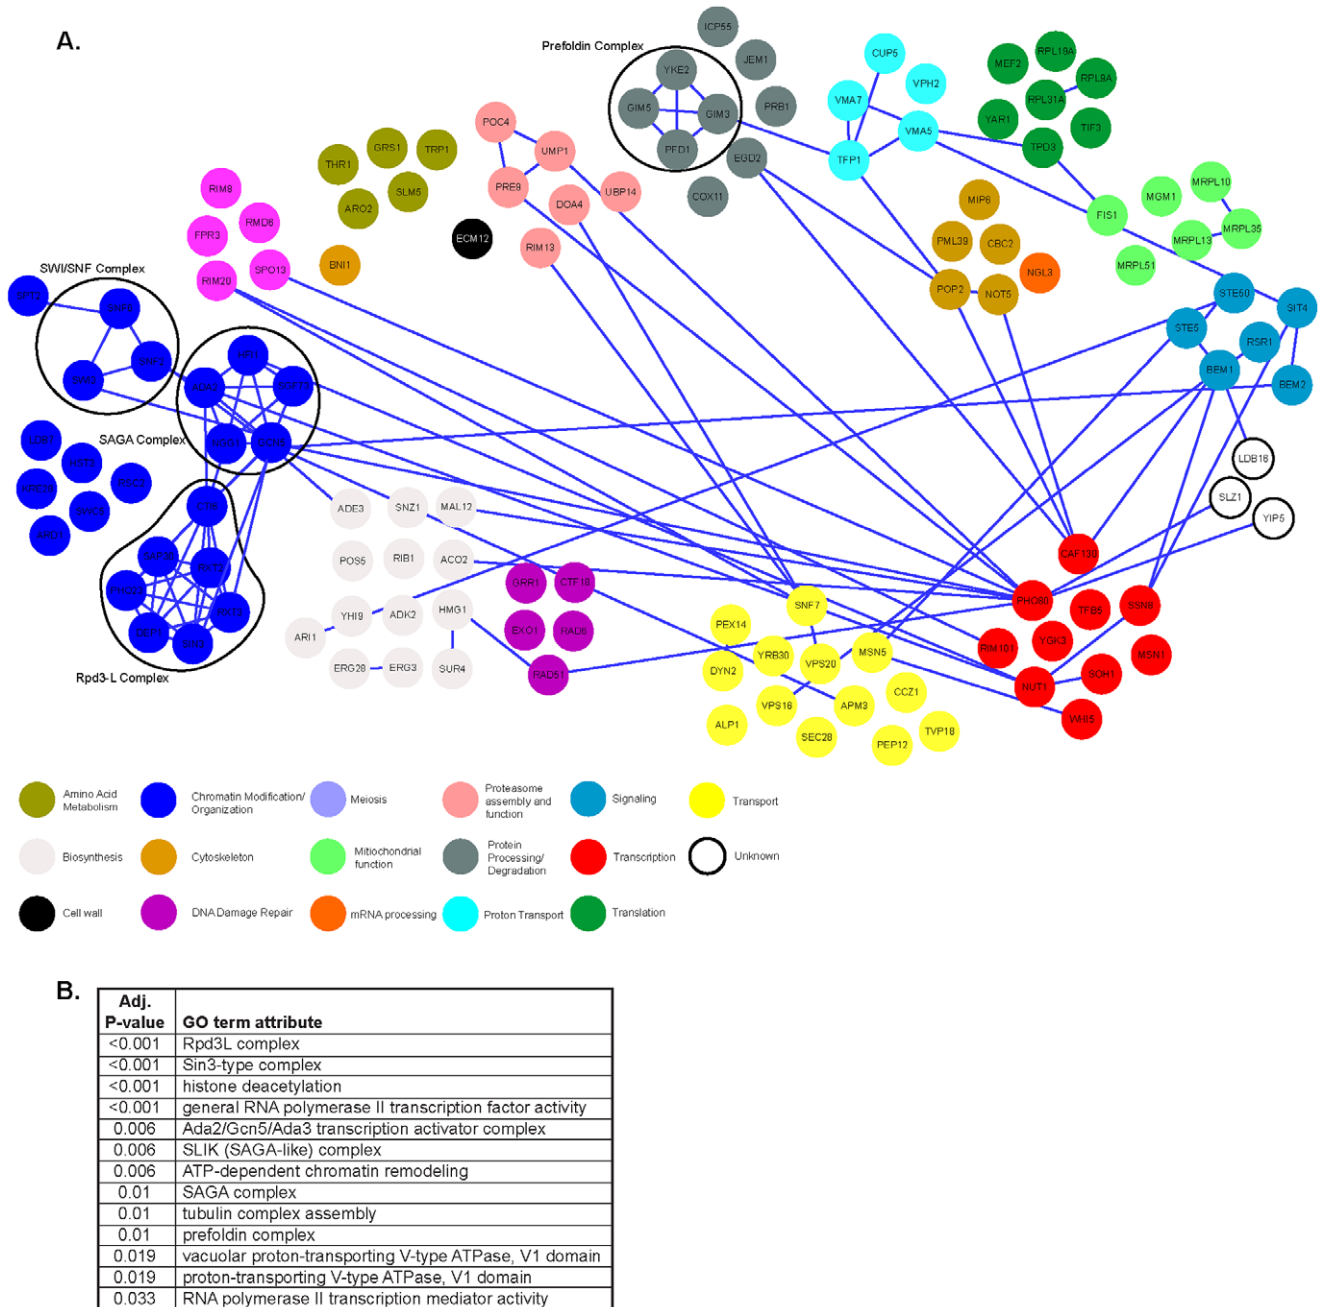 A.
Prefoldin Complex
ICP55
JEM1
PRB1
YKE2
GIM5
GIM3
PFD1
EGD2
COX11
CUP5
VPH2
VMA7
VMA5
TFP1
MEF2
RPL19A
RPL9A
RPL31A
YAR1
TIF3
TPD3
POC4
UMP1
PRE9
UBP14
DOA4
RIM13
THR1
GRS1
TRP1
SLM5
ARO2
ECM12
BNI1
RIM8
RMD6
FPR3
SPO13
RIM20
MIP6
PML39
CBC2
NGL3
POP2
NOT5
FIS1
MGM1
MRPL10
MRPL35
MRPL13
MRPL51
STE50
SIT4
STE5
RSR1
BEM1
BEM2
LDB18
SLZ1
YIP5
SWI/SNF Complex
SPT3
SNF6
SNF2
SWI3
SAGA Complex
HFI1
ADA2
SGF73
NGG1
GCN5
LDB7
HST3
RSC2
SWC5
ARD1
CTI6
SAP30
RXT2
PHO23
RXT3
DEP1
SIN3
Rpd3-L Complex
ADE3
SNZ1
MAL12
POS5
RIB1
ACO2
YHI9
ADK2
HMG1
ARI1
ERG28
ERG3
SUR4
GRR1
CTF18
EXO1
RAD6
RAD51
SNF7
PEX14
YRB30
VPS20
MSN5
DYN2
CCZ1
VPS16
APM3
ALP1
SEC28
PEP12
TVP18
CAF130
PHO80
TFB5
SSN8
RIM101
YGK3
MSN1
SOH1
NUT1
WHI5
Amino Acid
Metabolism
Chromatin Modification/
Organization
Meiosis
Proteasome
assembly and
function
Signaling
Transport
Biosynthesis
Cytoskeleton
Mitochondrial
function
Protein
Processing/
Degradation
Transcription
Unknown
Cell wall
DNA Damage Repair
mRNA processing
Proton Transport
Translation
B.
Adj.
P-value GO term attribute
<0.001 Rpd3L complex
<0.001 Sin3-type complex
<0.001 histone deacetylation
<0.001 general RNA polymerase II transcription factor activity
0.006 Ada2/Gcn5/Ada3 transcription activator complex
0.006 SLIK (SAGA-like) complex
0.006 ATP-dependent chromatin remodeling
0.01 SAGA complex
0.01 tubulin complex assembly
0.01 prefoldin complex
0.019 vacuolar proton-transporting V-type ATPase, V1 domain
0.019 proton-transporting V-type ATPase, V1 domain
0.033 RNA polymerase II transcription mediator activity